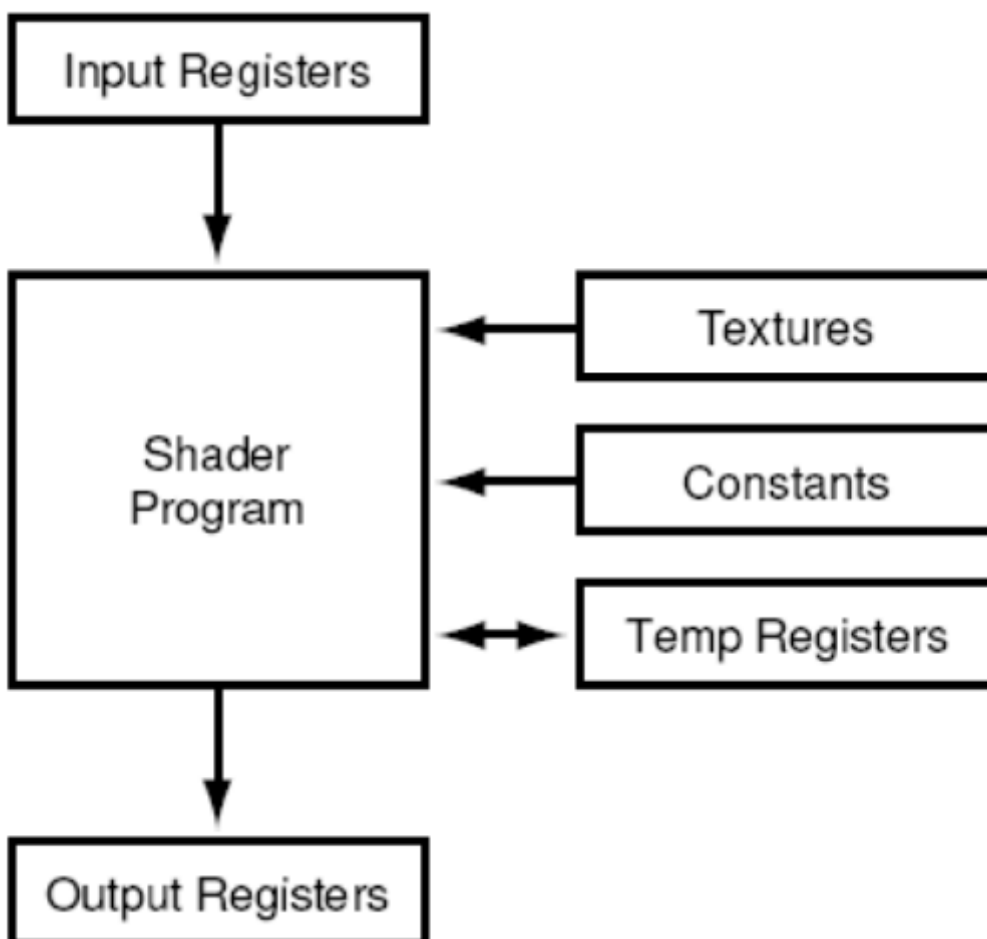 Input Registers
Textures
Shader
Program
Constants
Temp Registers
Output Registers